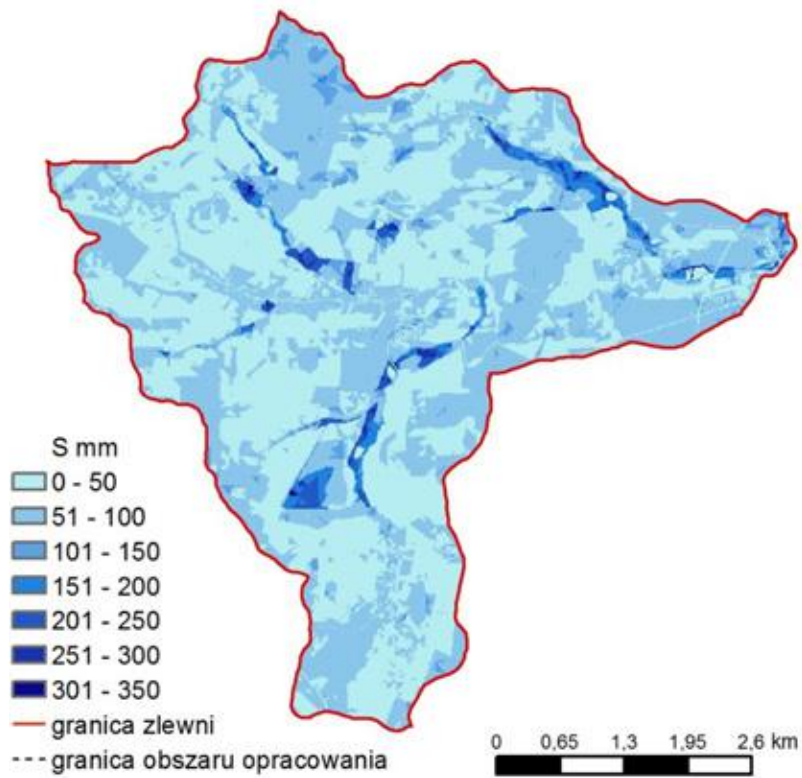 S mm
0 - 50
51 - 100
101 - 150
151 - 200
201 - 250
251 - 300
301 - 350
granica zlewni
granica obszaru opracowania
0 0,65 1,3 1,95 2,6 km